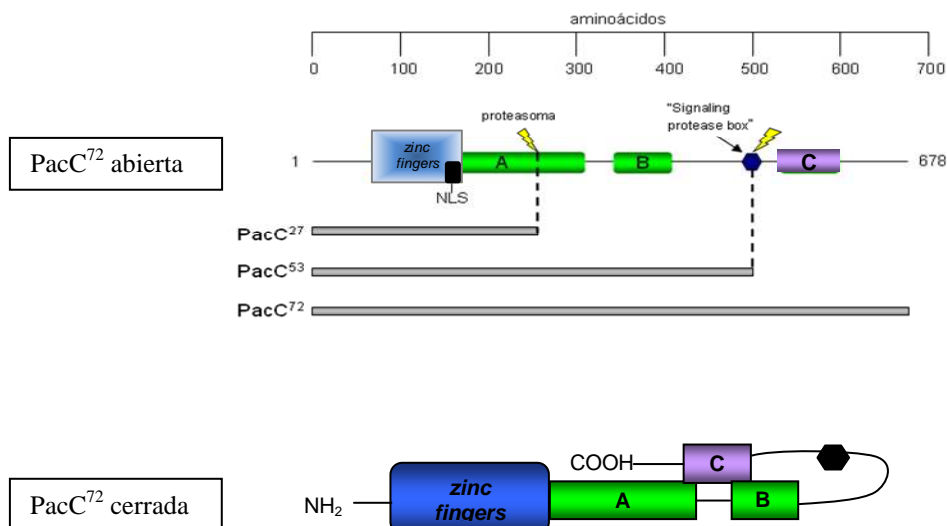 aminoácidos
0 100 200 300 400 500 600 700
proteasoma
"Signaling
protease box"
PacC⁷² abierta
1
zinc
fingers
A
B
C
678
NLS
PacC²⁷
PacC⁵³
PacC⁷²
PacC⁷² cerrada
COOH
C
NH₂
zinc
fingers
A
B